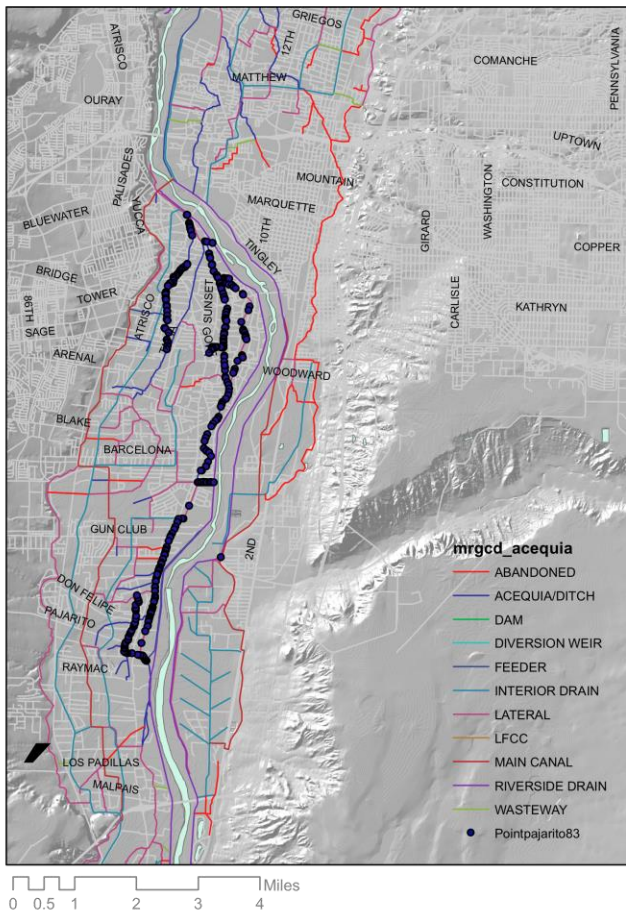 GRIEGOS
ATRISCO
12TH
PENNSYLVANIA
COMANCHE
MATTHEW
OURAY
UPTOWN
PALISADES
MOUNTAIN
CONSTITUTION
WASHINGTON
YUCCA
MARQUETTE
BLUEWATER
10TH
GIRARD
TINGLEY
COPPER
BRIDGE
TOWER
86TH
ATRISCO
SUNSET
CARLISLE
KATHRYN
SAGE
ARENAL
WOODWARD
BLAKE
BARCELONA
GUN CLUB
2ND
mrgcd_acequia
ABANDONED
DON FELIPE
ACEQUIA/DITCH
PAJARITO
DAM
DIVERSION WEIR
RAYMAC
FEEDER
INTERIOR DRAIN
LATERAL
LFCC
LOS PADILLAS
MAIN CANAL
MALPAIS
RIVERSIDE DRAIN
WASTEWAY
Pointpajarito83
Miles
0 0.5 1 2 3 4